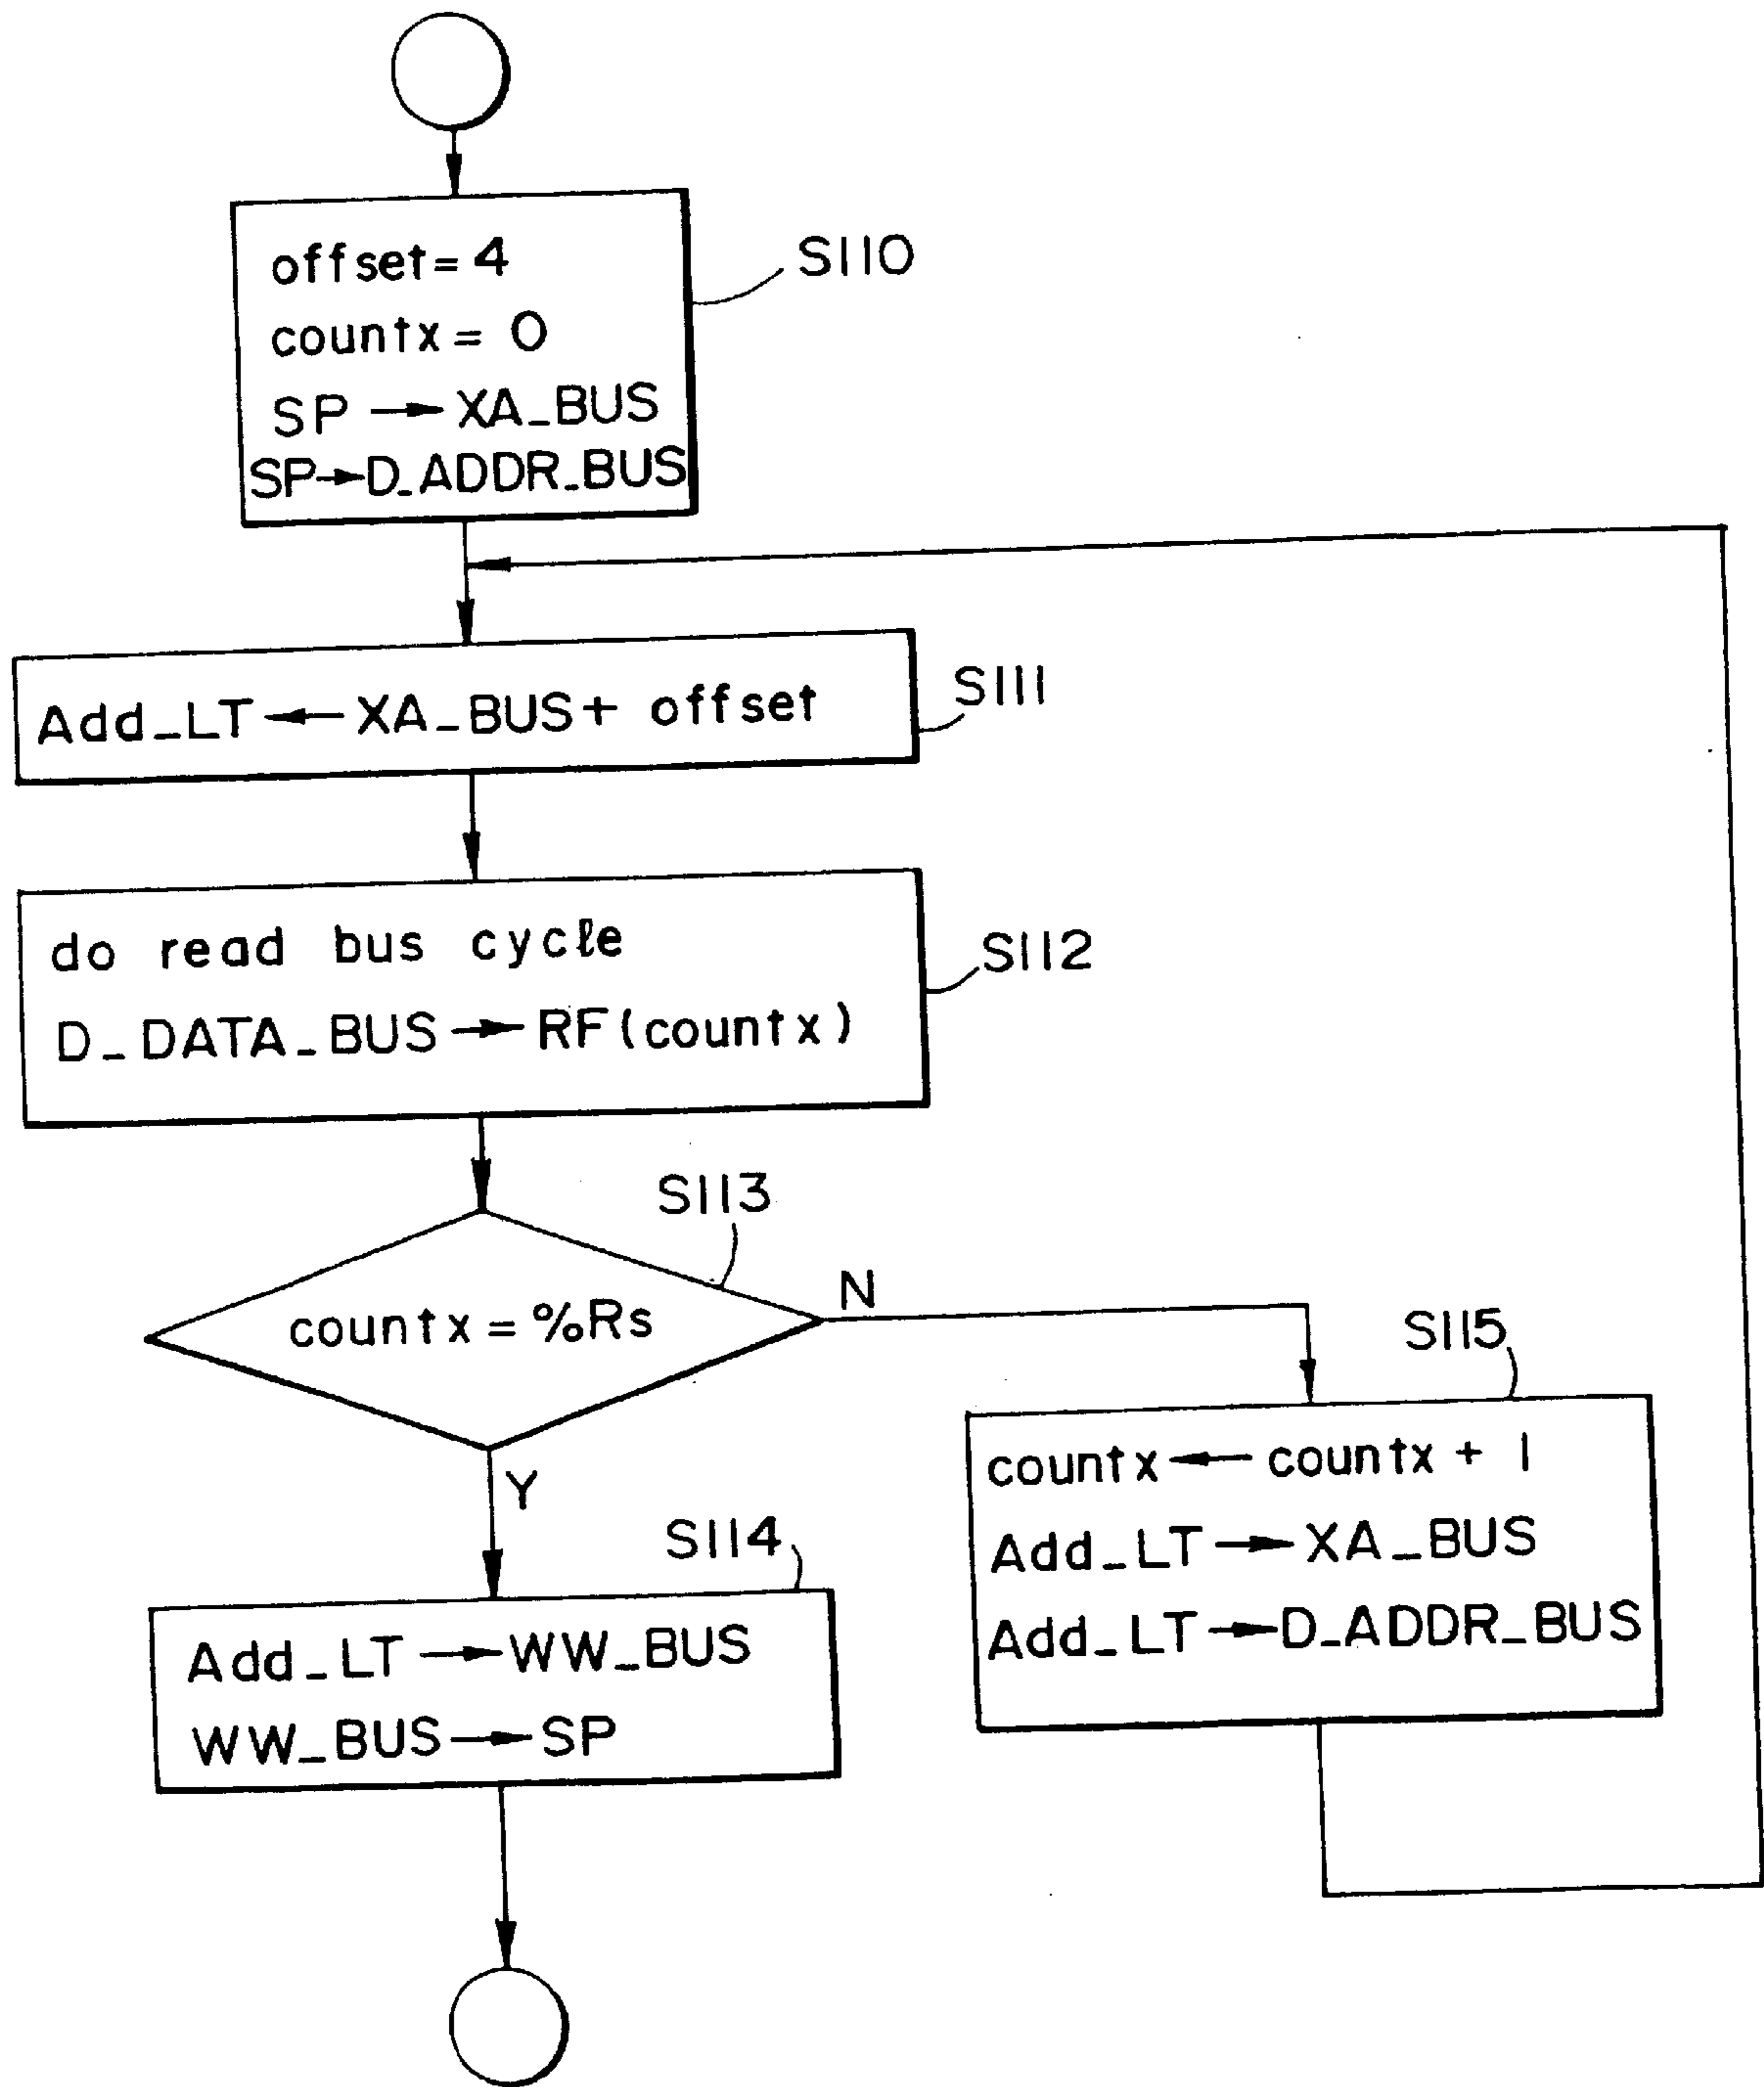 offset = 4
S110
countx = 0
SP → XA_BUS
SP → D_ADDR_BUS
Add_LT ← XA_BUS + offset
S111
do read bus cycle
S112
D_DATA_BUS → RF (countx)
S113
countx = %Rs
N
Y
S115
countx ← countx + 1
Add_LT → XA_BUS
Add_LT → D_ADDR_BUS
S114
Add_LT → WW_BUS
WW_BUS → SP